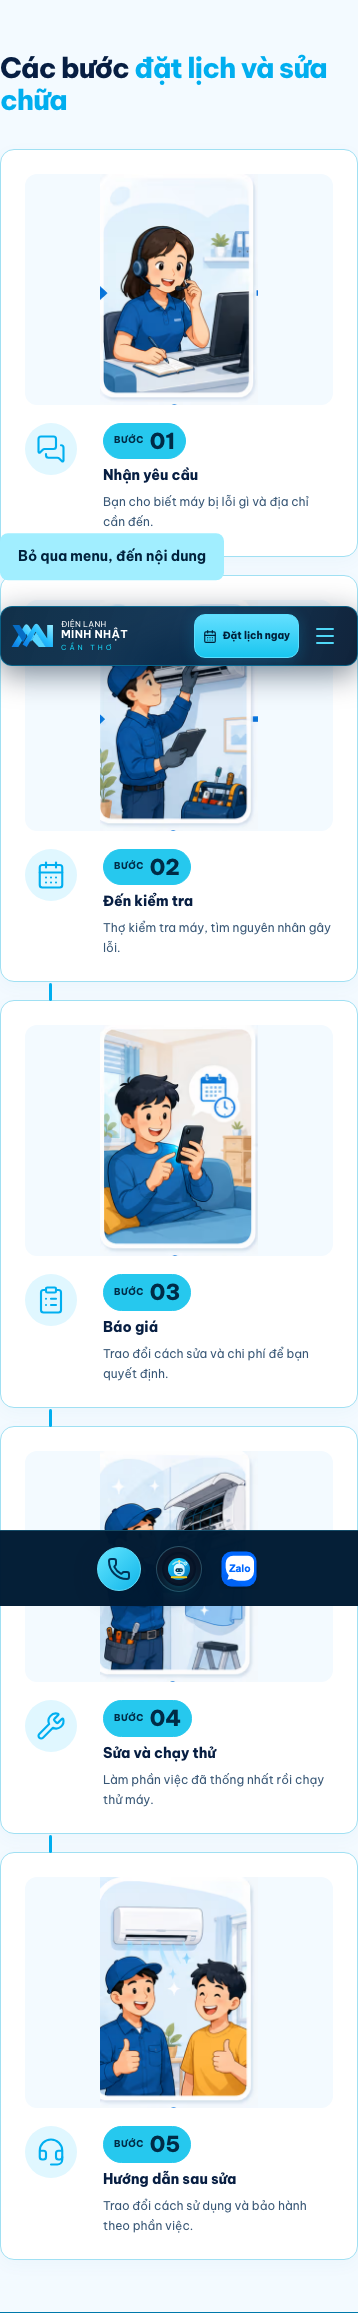 Các bước đặt lịch và sửa
chữa
BƯỚC 01
Nhận yêu cầu
Bạn cho biết máy bị lỗi gì và địa chỉ
cần đến.
Bỏ qua menu, đến nội dung
ĐIỆN LẠNH
MINH NHẬT
CẦN THƠ
Đặt lịch ngay
BƯỚC 02
Đến kiểm tra
Thợ kiểm tra máy, tìm nguyên nhân gây
lỗi.
BƯỚC 03
Báo giá
Trao đổi cách sửa và chi phí để bạn
quyết định.
Zalo
BƯỚC 04
Sửa và chạy thử
Làm phần việc đã thống nhất rồi chạy
thử máy.
BƯỚC 05
Hướng dẫn sau sửa
Trao đổi cách sử dụng và bảo hành
theo phần việc.